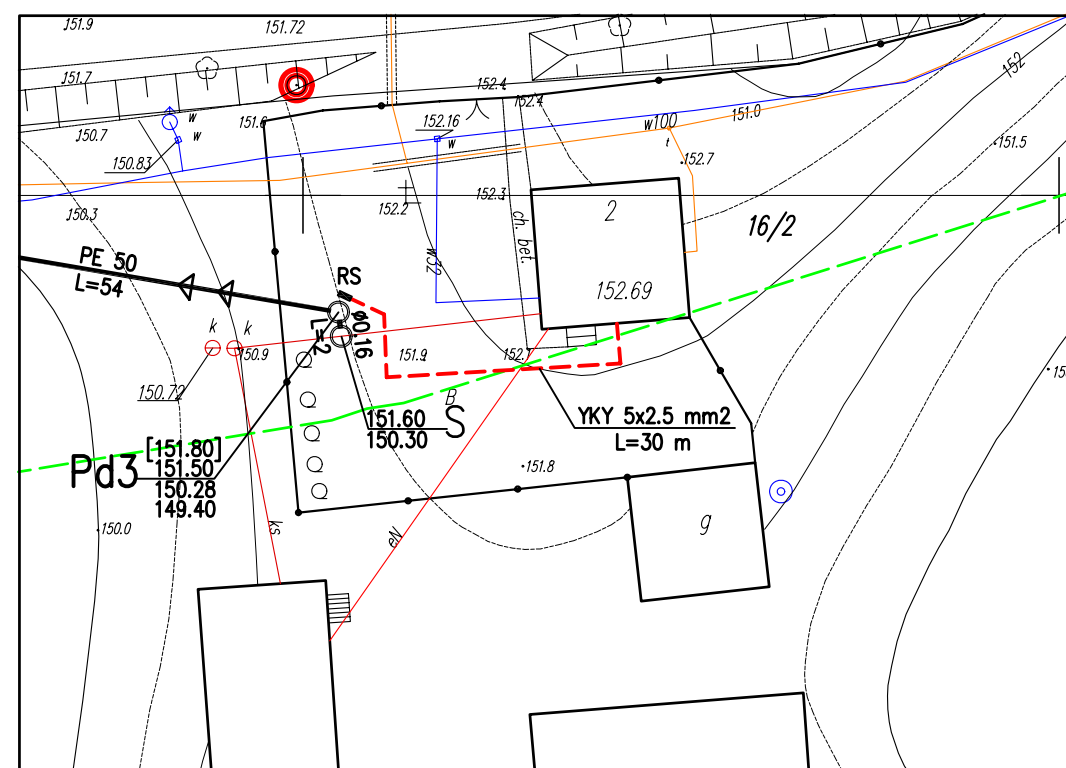 151.9
151.72
151.7
152.4
152.4
152
w
150.7
w
151.6
152.16
w
w100
t
151.0
151.5
150.83
152.7
150.3
152.2
152.3
ch. bet.
2
16/2
PE 50
L=54
w32
RS
152.69
ø0.16
L=2
k
k
150.9
151.9
152.7
150.72
B
151.60
150.30
S
YKY 5x2.5 mm2
L=30 m
Pd3
[151.80]
151.50
150.28
149.40
151.8
150.0
ks
eN
g